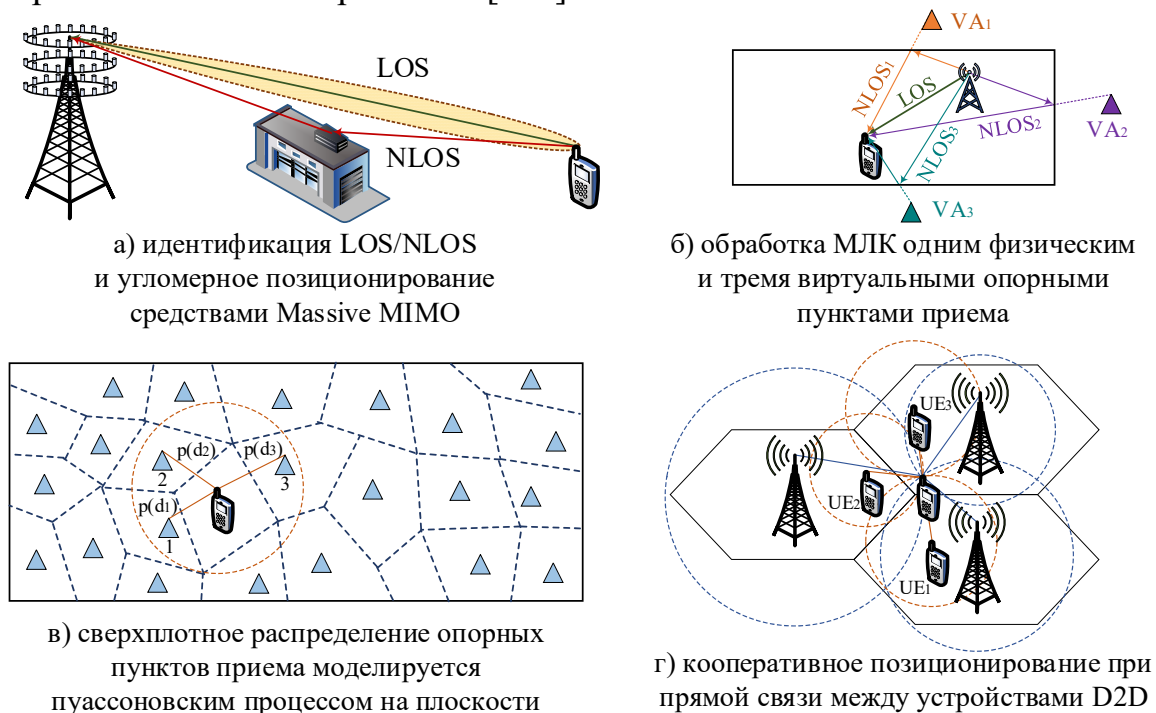 LOS
NLOS
а) идентификация LOS/NLOS
и угломерное позиционирование
средствами Massive MIMO
VA1
NLOS1
LOS
NLOS2
VA2
NLOS3
VA3
б) обработка МЛК одним физическим
и тремя виртуальными опорными
пунктами приема
p(d2)
p(d3)
2
3
p(d1)
1
в) сверхплотное распределение опорных
пунктов приема моделируется
пуассоновским процессом на плоскости
UE3
UE2
UE1
г) кооперативное позиционирование при
прямой связи между устройствами D2D